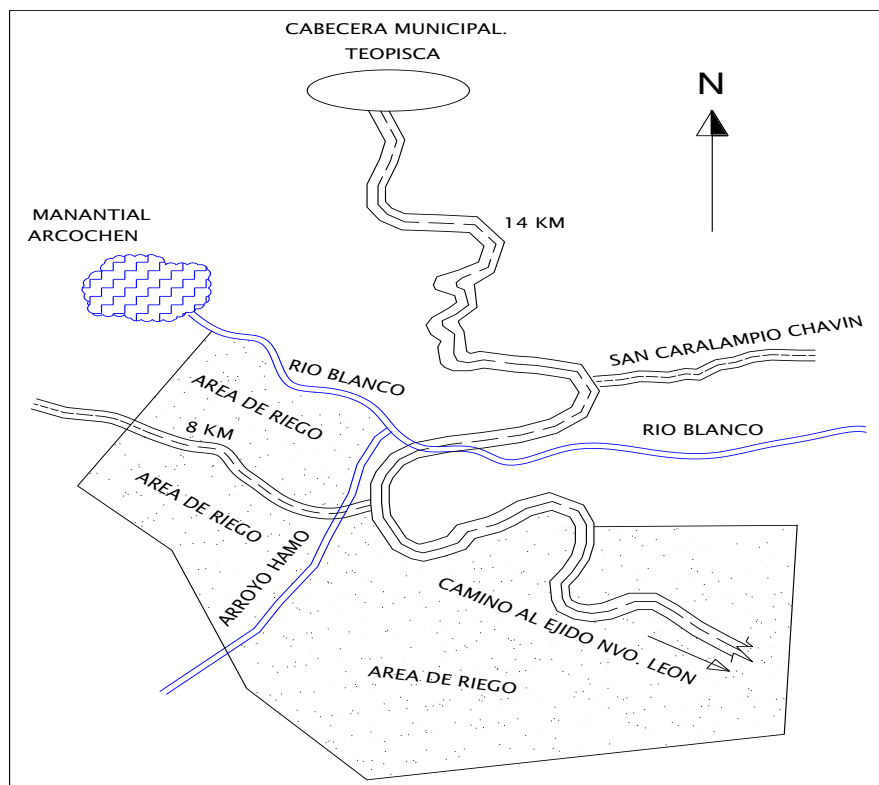 CABECERA MUNICIPAL.
TEOPISCA
N
MANANTIAL
ARCOCHEN
14 KM
SAN CARALAMPIO CHAVIN
RIO BLANCO
AREA DE RIEGO
8 KM
RIO BLANCO
AREA DE RIEGO
ARROYO HAMO
CAMINO AL EJIDO NVO. LEON
AREA DE RIEGO